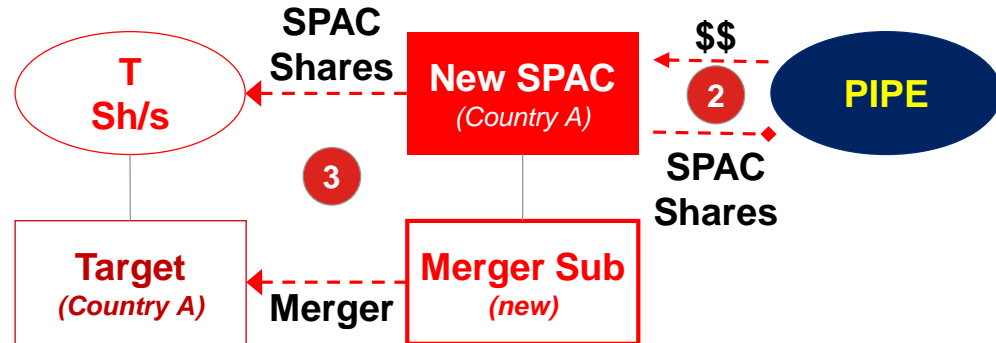 T
Sh/s
SPAC
Shares
New SPAC
(Country A)
$$
2
SPAC
Shares
PIPE
3
Target
(Country A)
Merger
Merger Sub
(new)